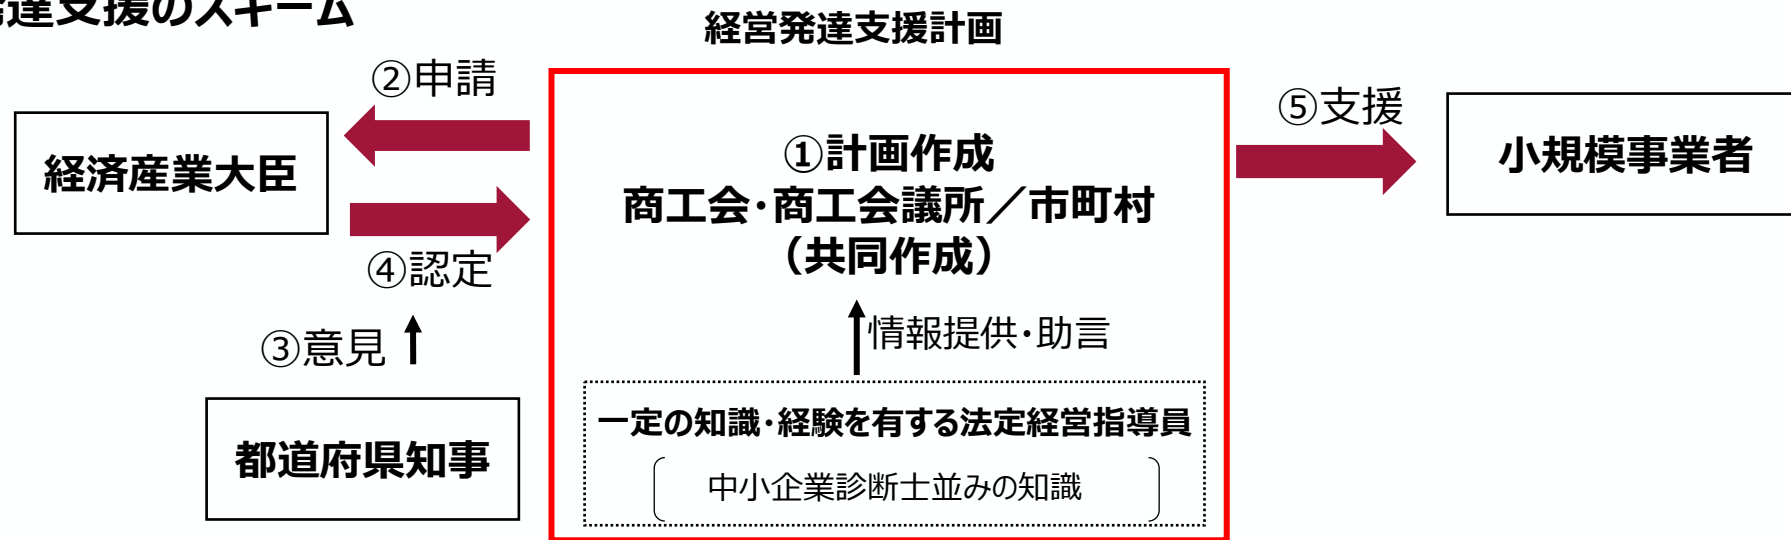 達支援のスキーム
経営発達支援計画
②申請
経済産業大臣
④認定
③意見
都道府県知事
①計画作成
商工会・商工会議所／市町村
（共同作成）
情報提供・助言
一定の知識・経験を有する法定経営指導員
中小企業診断士並みの知識
⑤支援
小規模事業者